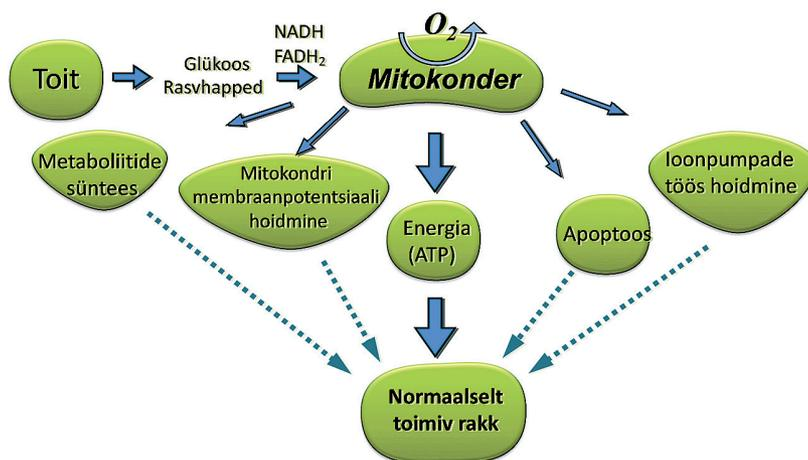 O2
NADH
FADH2
Toit
Glükoos
Rasvhapped
Mitokonder
Metaboliitide
süntees
Mitokondri
membraanpotentsiaali
hoidmine
Energia
(ATP)
Apoptoos
Ioonpumpade
töös hoidmine
Normaalselt
toimiv rakk